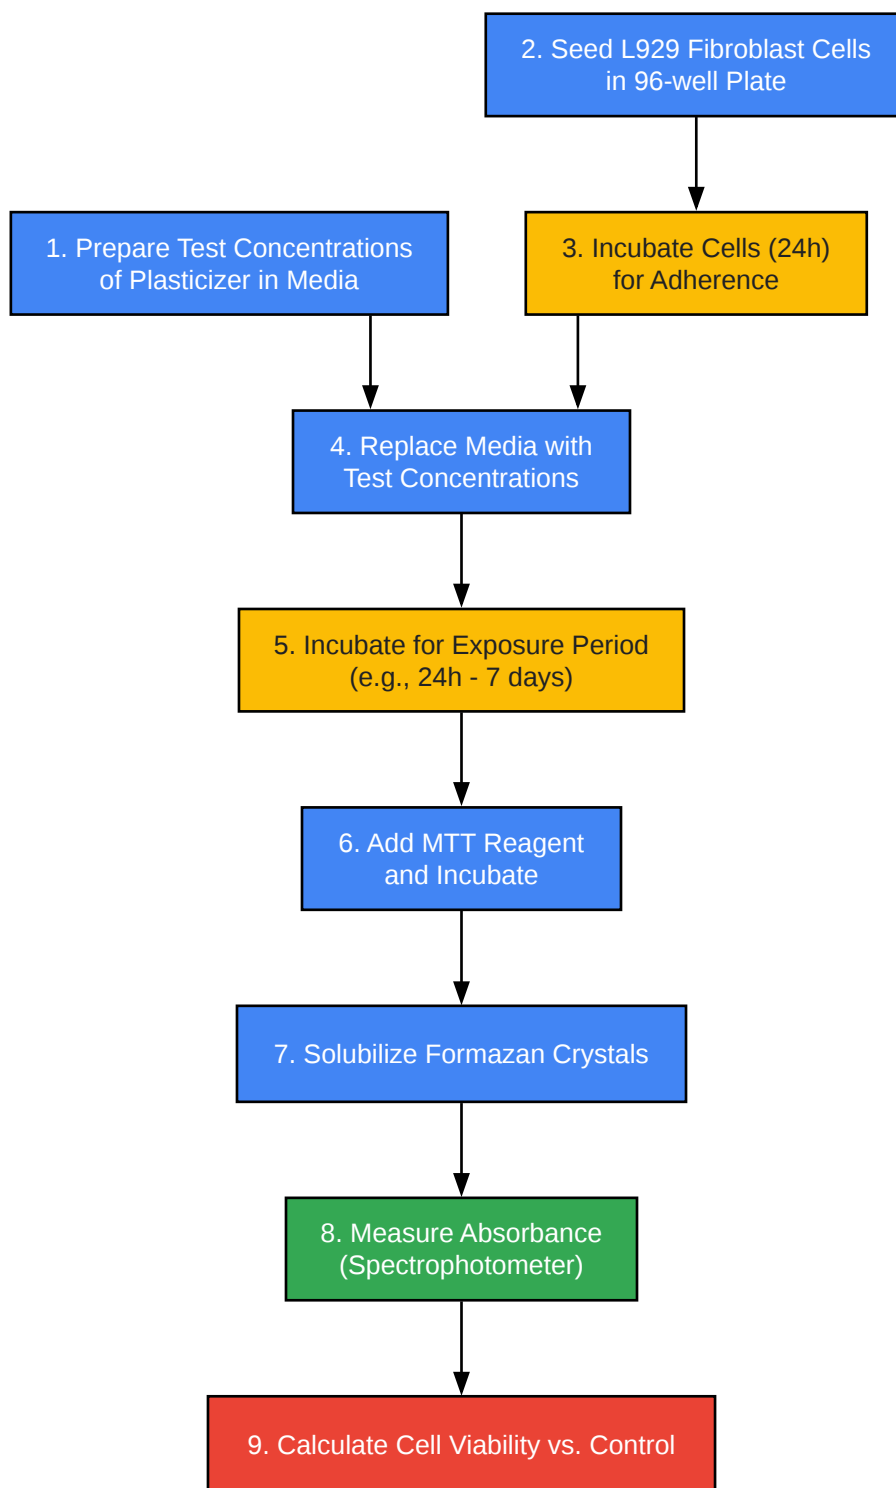 2. Seed L929 Fibroblast Cells
in 96-well Plate
1. Prepare Test Concentrations
of Plasticizer in Media
3. Incubate Cells (24h)
for Adherence
4. Replace Media with
Test Concentrations
5. Incubate for Exposure Period
(e.g., 24h - 7 days)
6. Add MTT Reagent
and Incubate
7. Solubilize Formazan Crystals
8. Measure Absorbance
(Spectrophotometer)
9. Calculate Cell Viability vs. Control